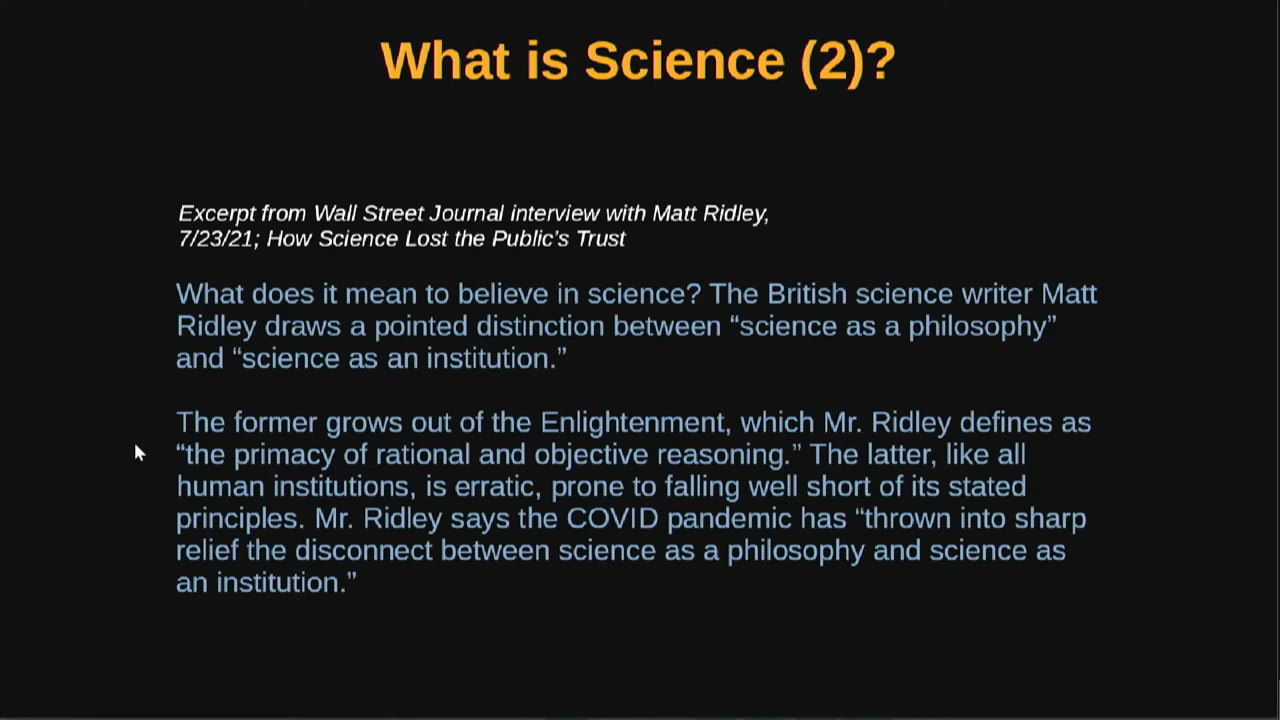 What is Science (2)?
Excerpt from Wall Street Journal interview with Matt Ridley,
7/23/21; How Science Lost the Public’s Trust
What does it mean to believe in science? The British science writer Matt
Ridley draws a pointed distinction between “science as a philosophy”
and “science as an institution.”
The former grows out of the Enlightenment, which Mr. Ridley defines as
“the primacy of rational and objective reasoning.” The latter, like all
human institutions, is erratic, prone to falling well short of its stated
principles. Mr. Ridley says the COVID pandemic has “thrown into sharp
relief the disconnect between science as a philosophy and science as
an institution.”